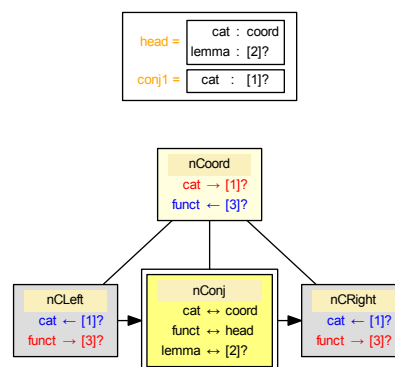 head =
cat : coord
lemma : [2]?
conj1 =
cat : [1]?
nCoord
cat → [1]?
funct ← [3]?
nCLeft
cat ← [1]?
funct → [3]?
nConj
cat ↔ coord
funct ↔ head
lemma ↔ [2]?
nCRight
cat ← [1]?
funct → [3]?